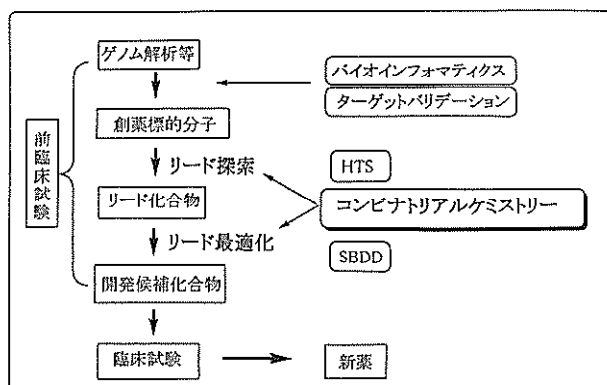 ゲノム解析等
バイオインフォマティクス
ターゲットバリデーション
創薬標的分子
前臨床試験
リード探索
HTS
リード化合物
コンビナトリアルケミストリー
リード最適化
SBDD
開発候補化合物
臨床試験
新薬